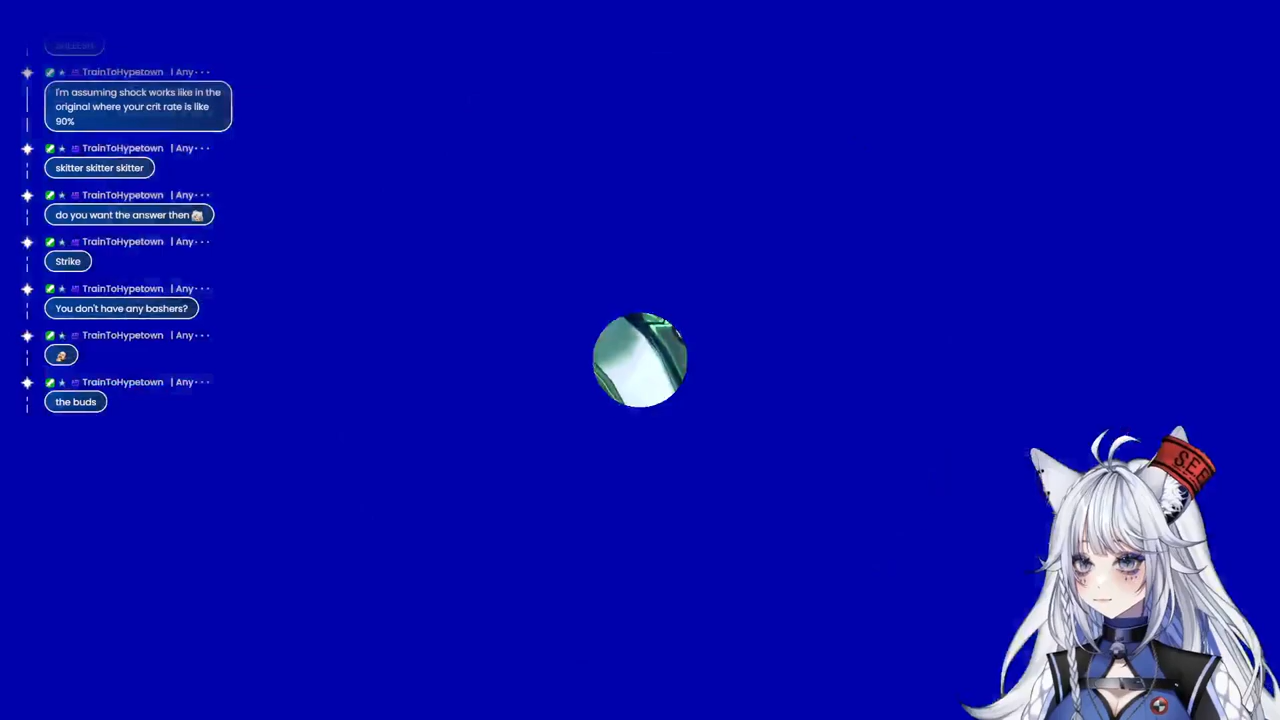 TrainToHypetown | Any···
I'm assuming shock works like in the
original where your crit rate is like
90%
TrainToHypetown | Any···
skitter skitter skitter
TrainToHypetown | Any···
do you want the answer then
TrainToHypetown | Any···
Strike
TrainToHypetown | Any···
You don't have any bashers?
TrainToHypetown | Any···
TrainToHypetown | Any···
the buds